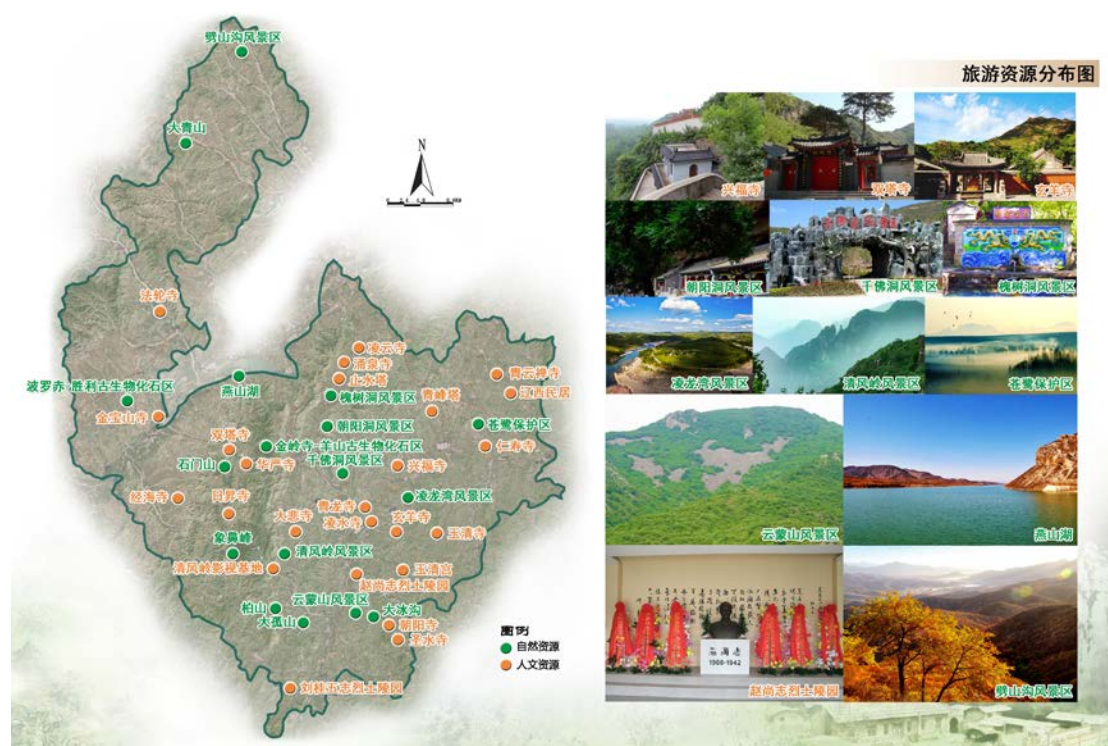 旅游资源分布图
劈山沟风景区
大青山
N
法轮寺
凌云寺
涌泉寺
止水塔
燕山湖
青云禅寺
波罗赤-胜利古生物化石区
槐树洞风景区
辽西民居
金宝山寺
青峰塔
朝阳洞风景区
苍鹭保护区
双塔寺
金岭寺-羊山古生物化石区
仁寿寺
石门山
华严寺
千佛洞风景区
兴福寺
经海寺
日昇寺
凌龙湾风景区
青龙寺
大悲寺
凌水寺
玄羊寺
玉清寺
象鼻峰
清风岭风景区
清风岭影视基地
玉清宫
赵尚志烈士陵园
柏山
云蒙山风景区
大冰沟
大孤山
朝阳寺
圣水寺
刘桂五志烈士陵园
图例
自然资源
人文资源
兴福寺
双塔寺
玄羊寺
朝阳洞风景区
千佛洞风景区
槐树洞风景区
凌龙湾风景区
清风岭风景区
苍鹭保护区
云蒙山风景区
燕山湖
1908-1942
赵尚志烈士陵园
劈山沟风景区